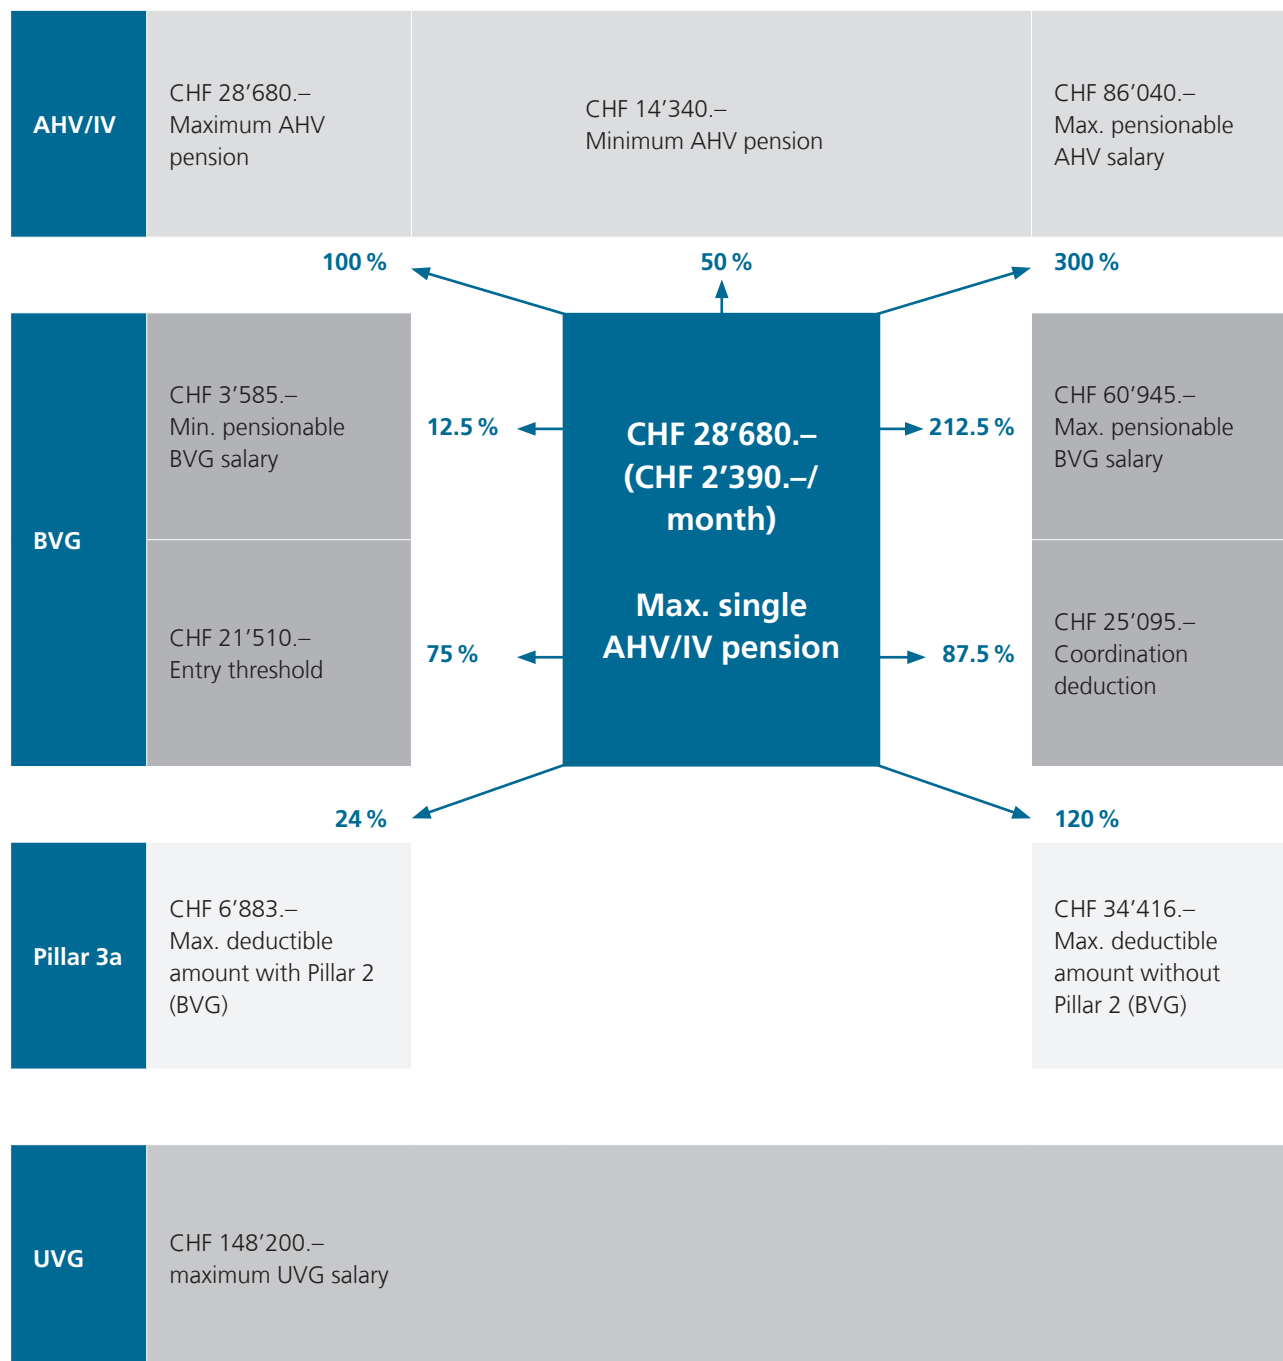 AHV/IV
CHF 28’680.–
Maximum AHV
pension
CHF 14’340.–
Minimum AHV pension
CHF 86’040.–
Max. pensionable
AHV salary
100 %
50 %
300 %
BVG
CHF 3’585.–
Min. pensionable
BVG salary
12.5 %
CHF 28’680.–
(CHF 2’390.–/
month)
Max. single
AHV/IV pension
212.5 %
CHF 60’945.–
Max. pensionable
BVG salary
CHF 21’510.–
Entry threshold
75 %
87.5 %
CHF 25’095.–
Coordination
deduction
24 %
120 %
Pillar 3a
CHF 6’883.–
Max. deductible
amount with Pillar 2
(BVG)
CHF 34’416.–
Max. deductible
amount without
Pillar 2 (BVG)
UVG
CHF 148’200.–
maximum UVG salary